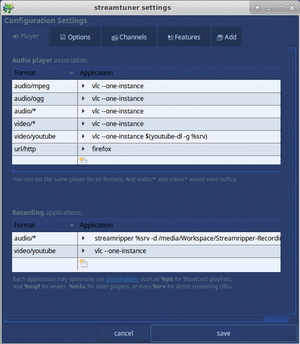 streamtuner settings
Configuration Settings
Player
Options
Channels
Features
Add
Audio player association.
Format Application
audio/mpeg vlc --one-instance
audio/ogg vlc --one-instance
audio/* vlc --one-instance
video/* vlc --one-instance
video/youtube vlc --one-instance $(youtube-dl -g %srv)
url/http firefox
You can set the same player for all formats. And audio/* and video/* would even suffice.
Recording applications.
Format Application
audio/* streamripper %srv -d /media/Workspace/Streamripper-Recordi
video/youtube vlc --one-instance
Each application may optionally use placeholders such as %pls for Shoutcast playlists,
and %xspf for newer, %m3u for older players, or even %srv for direct streaming URLs.
cancel save